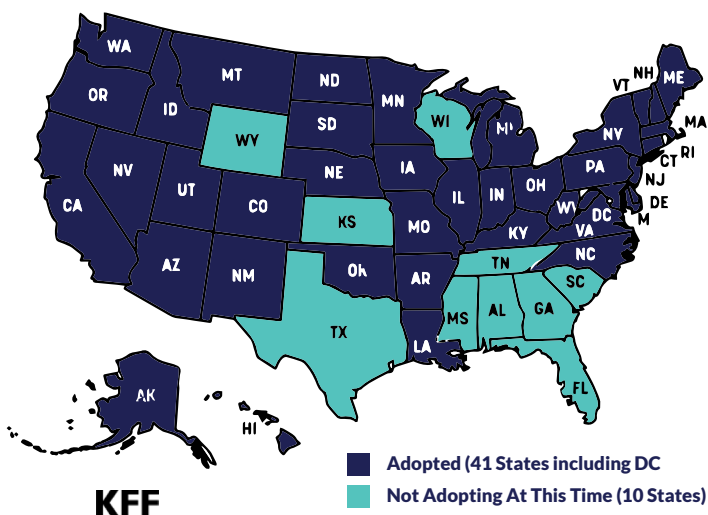 WA
MT
ND
MN
OR
ID
SD
WI
WY
NV
UT
CO
NE
IA
CA
KS
MO
IL
IN
OH
KY
WV
VA
DC
PA
NY
VT
NH
ME
MA
RI
CT
NJ
DE
M
AZ
NM
Ok
AR
TN
NC
SC
TX
LA
MS
AL
GA
FL
AK
HI
Adopted (41 States including DC
Not Adopting At This Time (10 States)
KFF